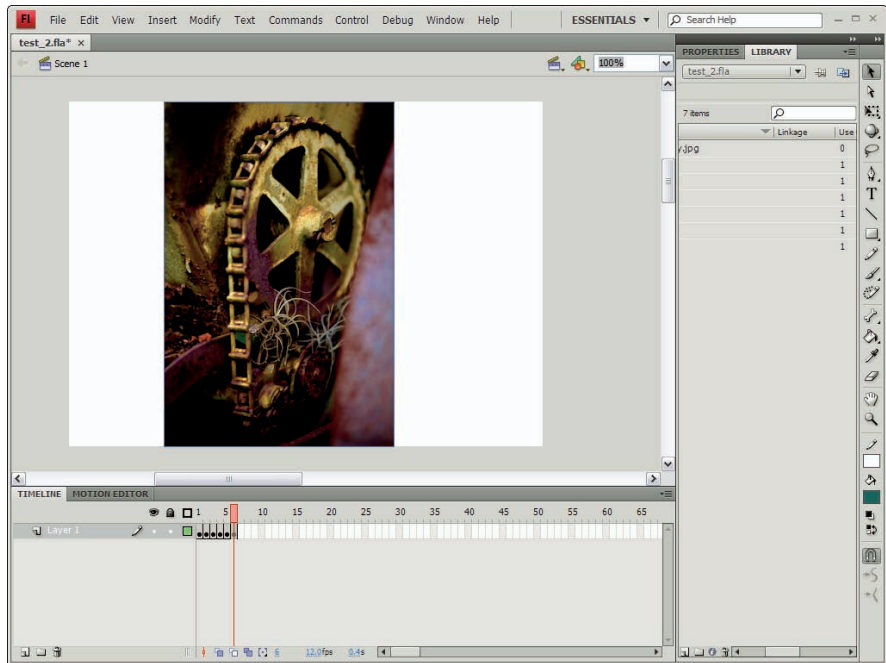 Fl File Edit View Insert Modify Text Commands Control Debug Window Help ESSENTIALS Search Help
test_2.fla* ×
Scene 1 100%
PROPERTIES LIBRARY
test_2.fla
7 items
Linkage Use
y.jpg 0
1
1
1
1
1
1
T
TIMELINE MOTION EDITOR
1 5 10 15 20 25 30 35 40 45 50 55 60 65
Layer 1
6 12.0fps 0.4s